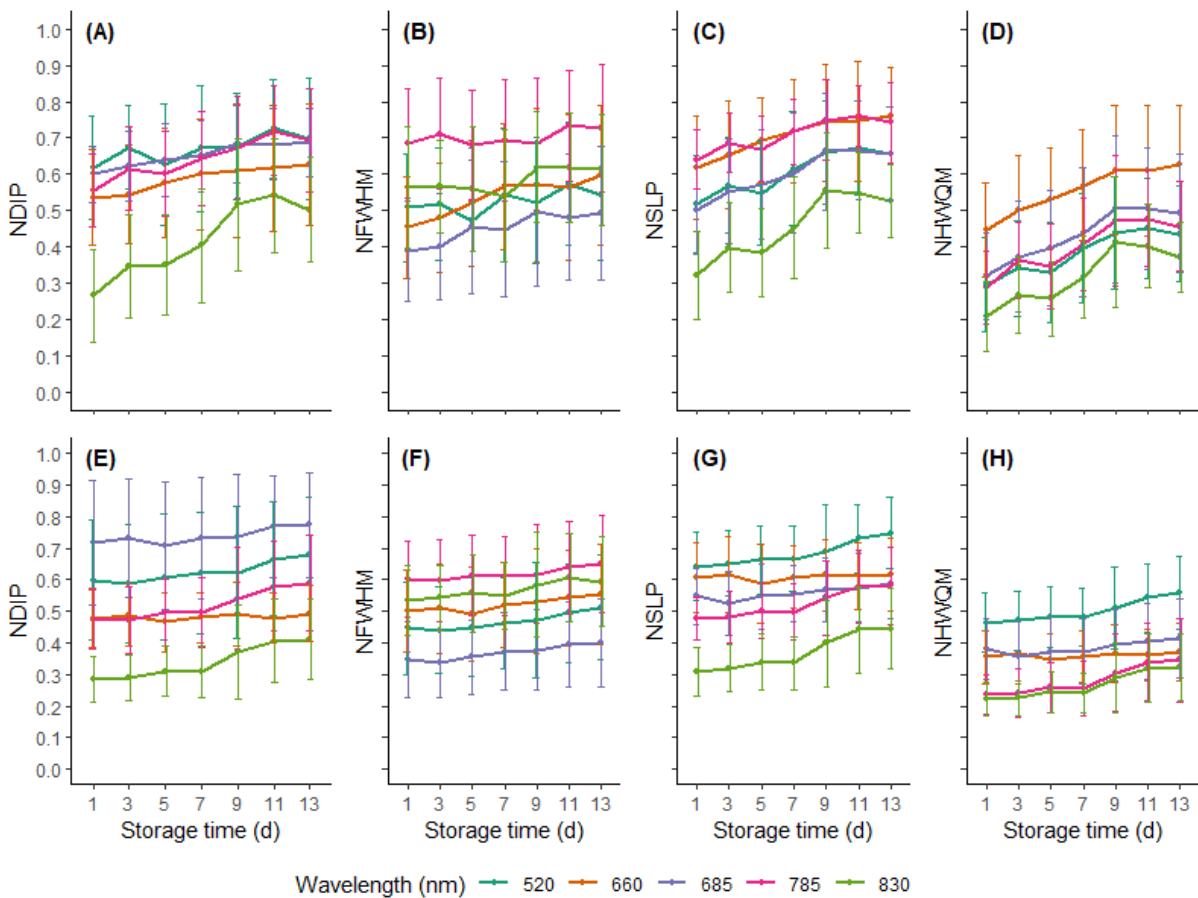 (A) (B) (C) (D)
NDIP
NFWHM
NSLP
NHWQM
1.0
0.9
0.8
0.7
0.6
0.5
0.4
0.3
0.2
0.1
0.0
(E) (F) (G) (H)
NDIP
NFWHM
NSLP
NHWQM
1.0
0.9
0.8
0.7
0.6
0.5
0.4
0.3
0.2
0.1
0.0
1 3 5 7 9 11 13 1 3 5 7 9 11 13 1 3 5 7 9 11 13 1 3 5 7 9 11 13
Storage time (d) Storage time (d) Storage time (d) Storage time (d)
Wavelength (nm) 520 660 685 785 830